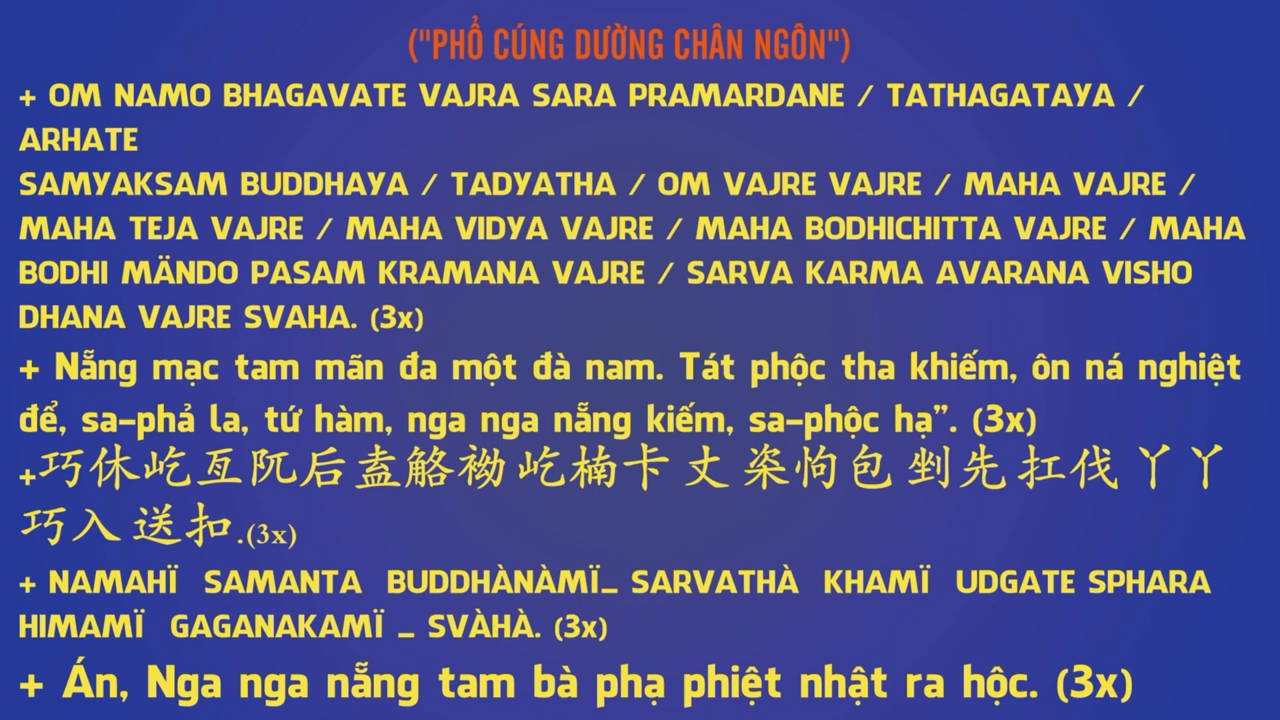 ("PHỔ CÚNG DƯỜNG CHÂN NGÔN")
+ OM NAMO BHAGAVATE VAJRA SARA PRAMARDANE / TATHAGATAYA /
ARHATE
SAMYAKSAM BUDDHAYA / TADYATHA / OM VAJRE VAJRE / MAHA VAJRE /
MAHA TEJA VAJRE / MAHA VIDYA VAJRE / MAHA BODHICHITTA VAJRE / MAHA
BODHI MÄNDO PASAM KRAMANA VAJRE / SARVA KARMA AVARANA VISHO
DHANA VAJRE SVAHA. (3x)
+ Nẵng mạc tam mãn đa một đà nam. Tát phộc tha khiếm, ôn ná nghiệt
để, sa-phả la, tứ hàm, nga nga nẵng kiếm, sa-phộc hạ”. (3x)
+巧休屹亙阢后盍觡袎 屹楠卡 丈 栥怐包 剉先 扛伐 丫丫
巧入 送扣.(3x)
+ NAMAHÏ SAMANTA BUDDHÀNÀMÏ_ SARVATHÀ KHAMÏ UDGATE SPHARA
HIMAMÏ GAGANAKAMÏ _ SVÀHÀ. (3x)
+ Án, Nga nga nẵng tam bà phạ phiệt nhật ra hộc. (3x)